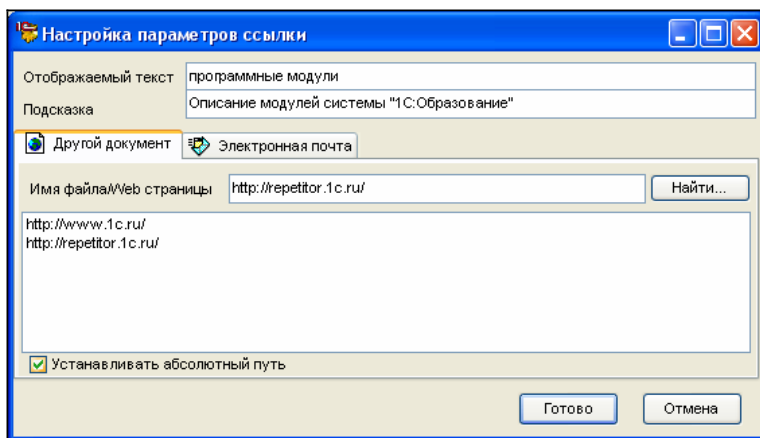 Настройка параметров ссылки
Отображаемый текст программные модули
Подсказка Описание модулей системы "1С:Образование"
Другой документ Электронная почта
Имя файла/Web страницы http://repetitor.1c.ru/ Найти...
http://www.1c.ru/
http://repetitor.1c.ru/
Устанавливать абсолютный путь
Готово Отмена